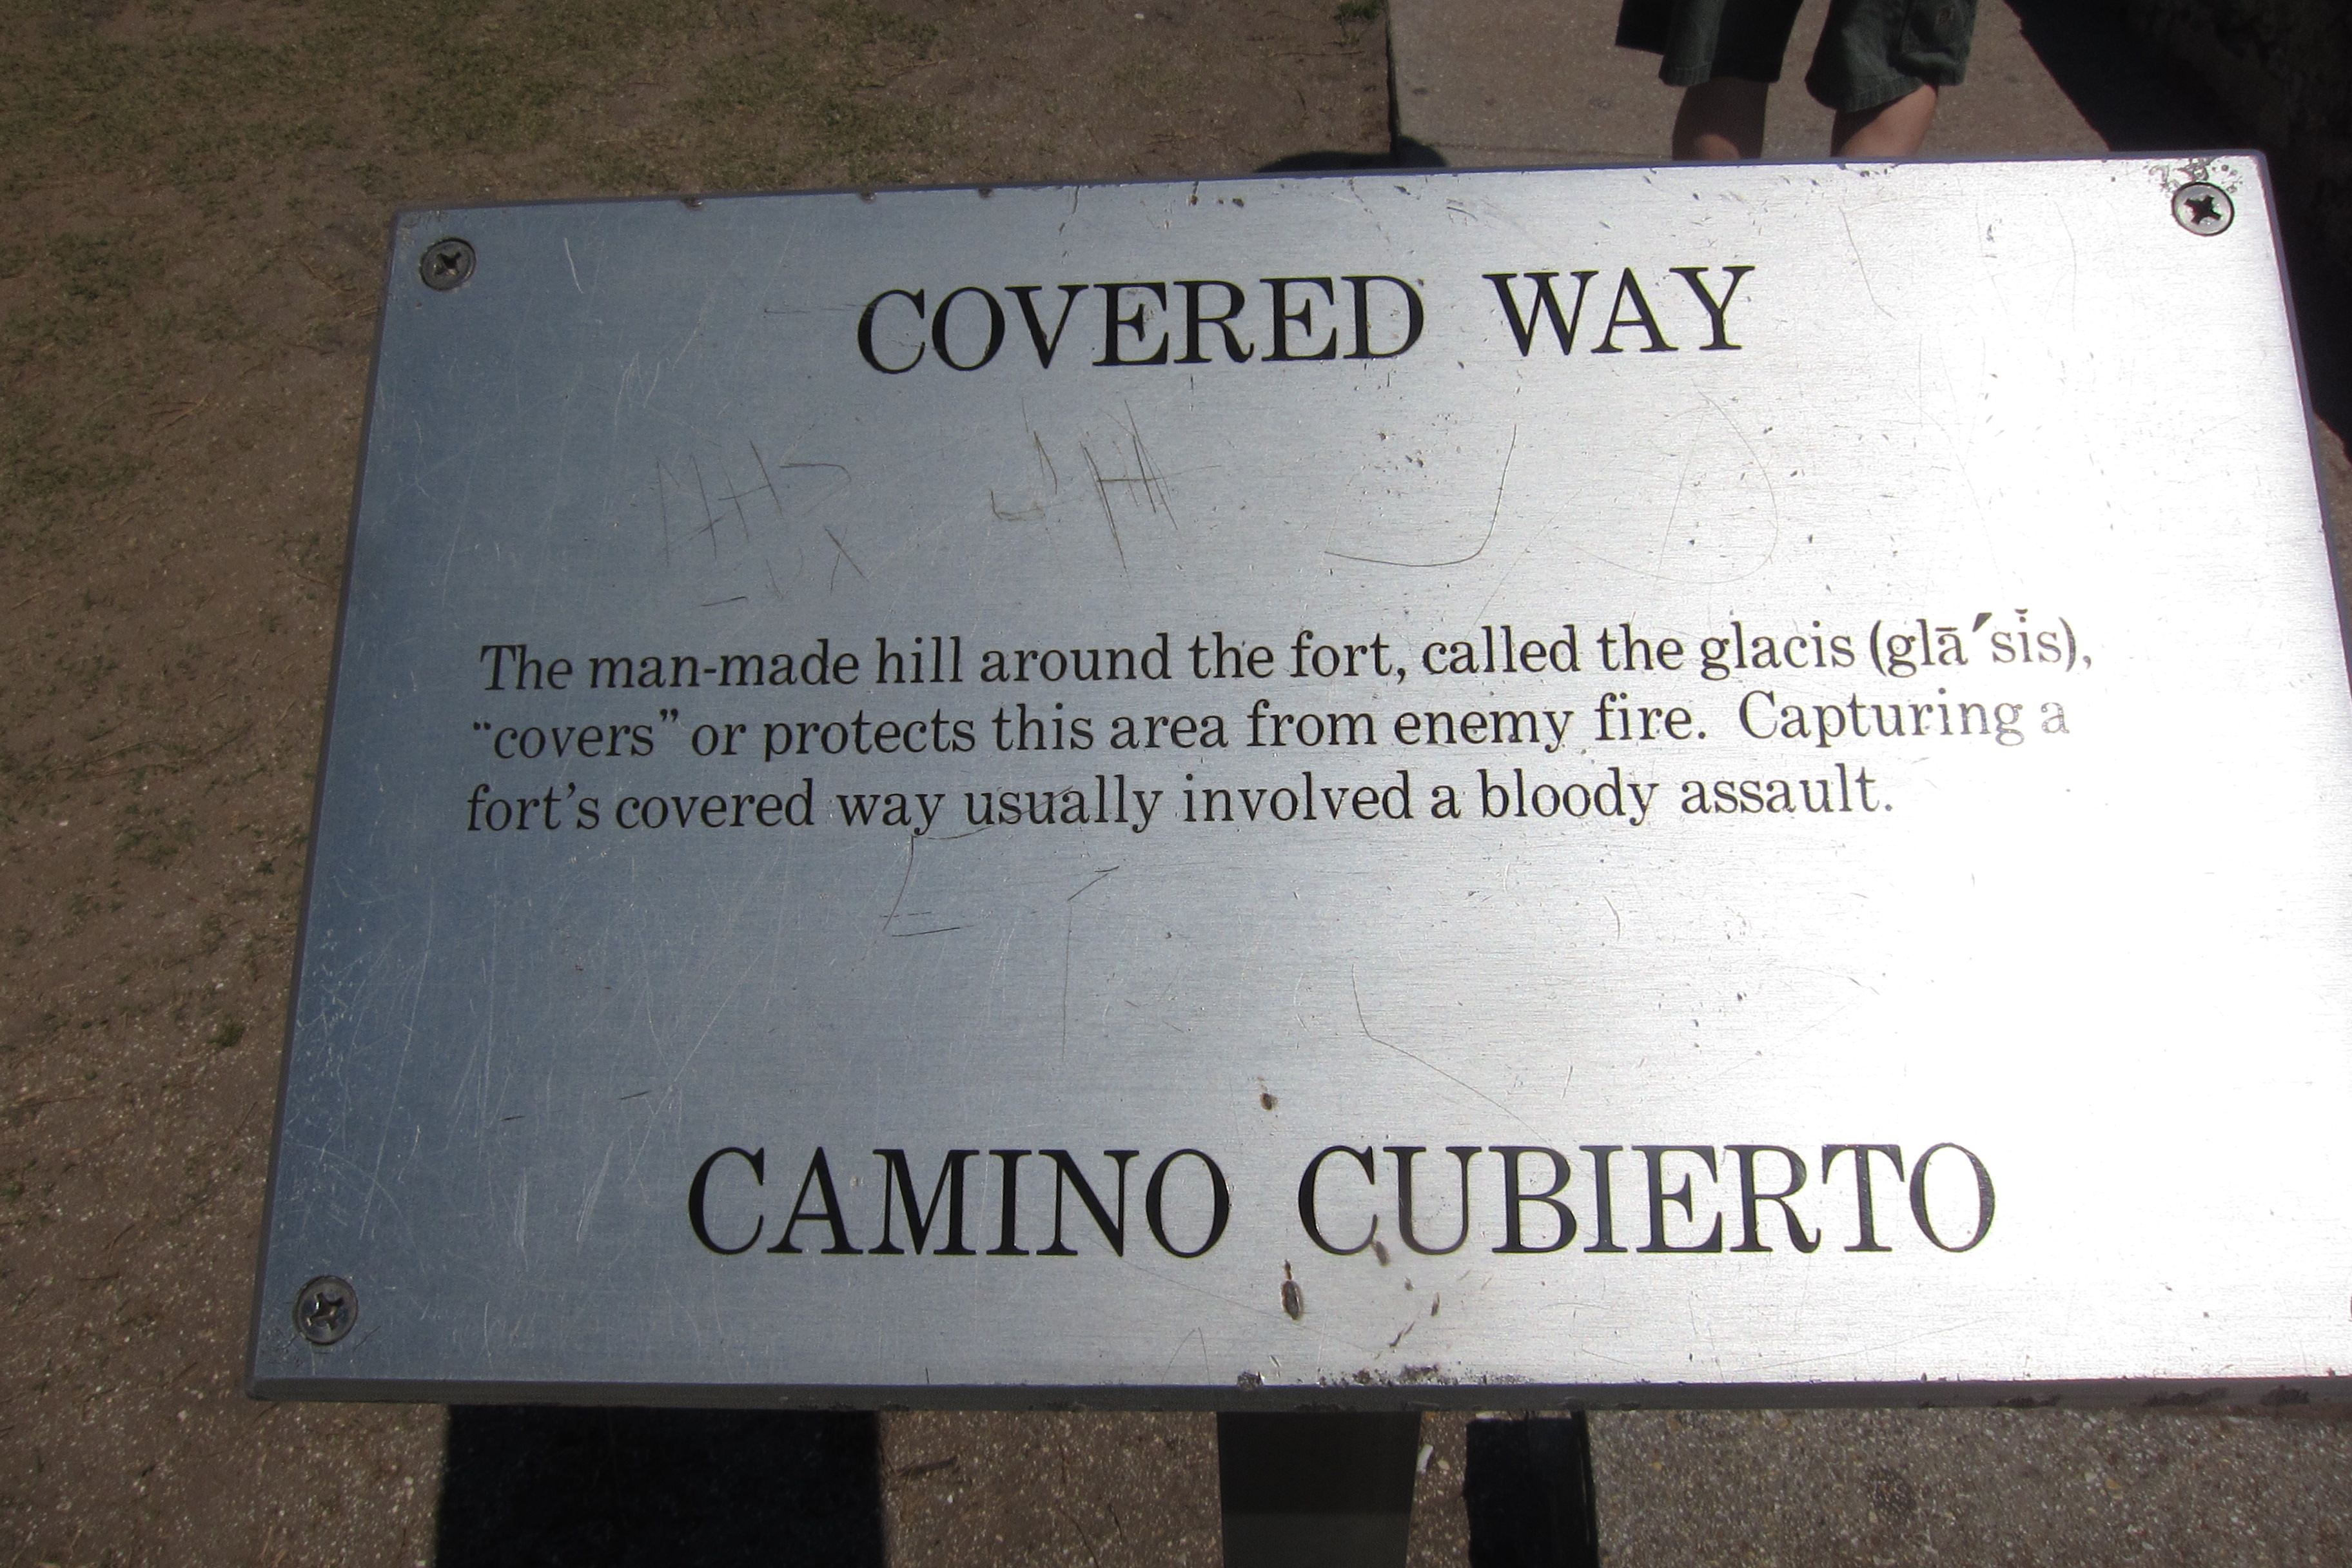 COVERED WAY
The man-made hill around the fort, called the glacis (glā′sĭs),
“covers” or protects this area from enemy fire. Capturing a
fort’s covered way usually involved a bloody assault.
CAMINO CUBIERTO